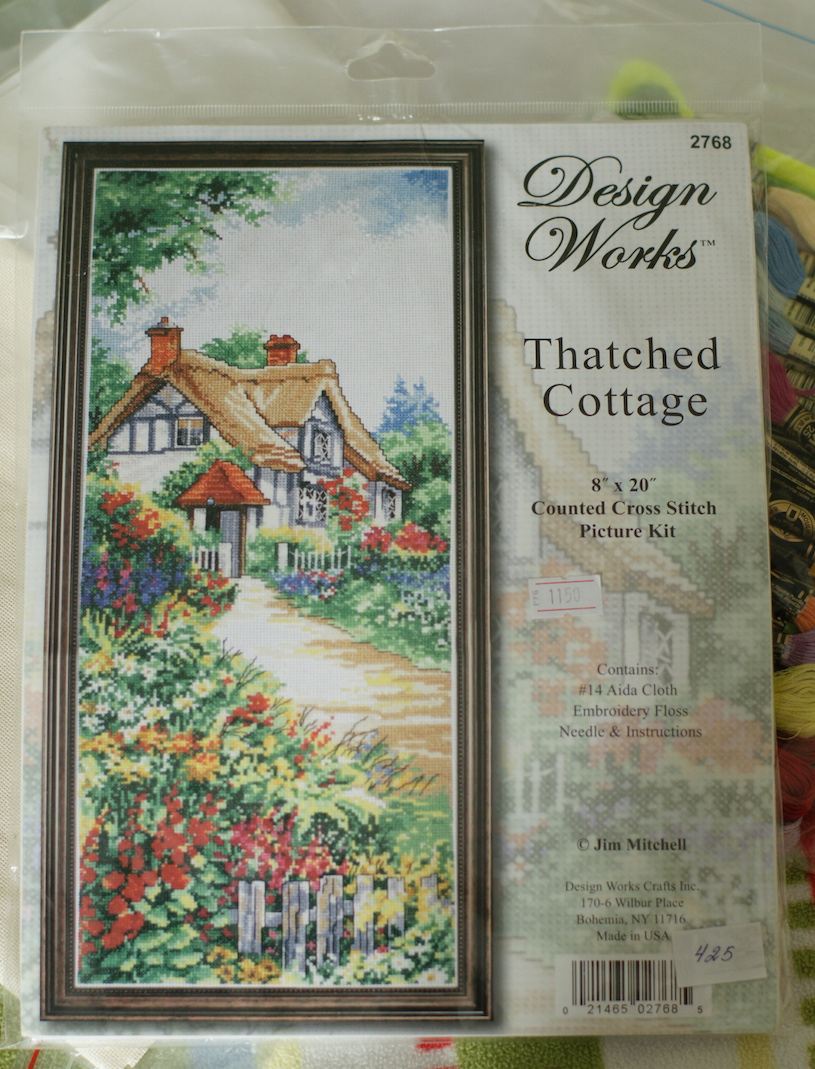 2768
Design
Works™
Thatched
Cottage
8″ x 20″
Counted Cross Stitch
Picture Kit
1150
Contains:
#14 Aida Cloth
Embroidery Floss
Needle & Instructions
© Jim Mitchell
Design Works Crafts Inc.
170-6 Wilbur Place
Bohemia, NY 11716
Made in USA
425
0 21465 02768 5